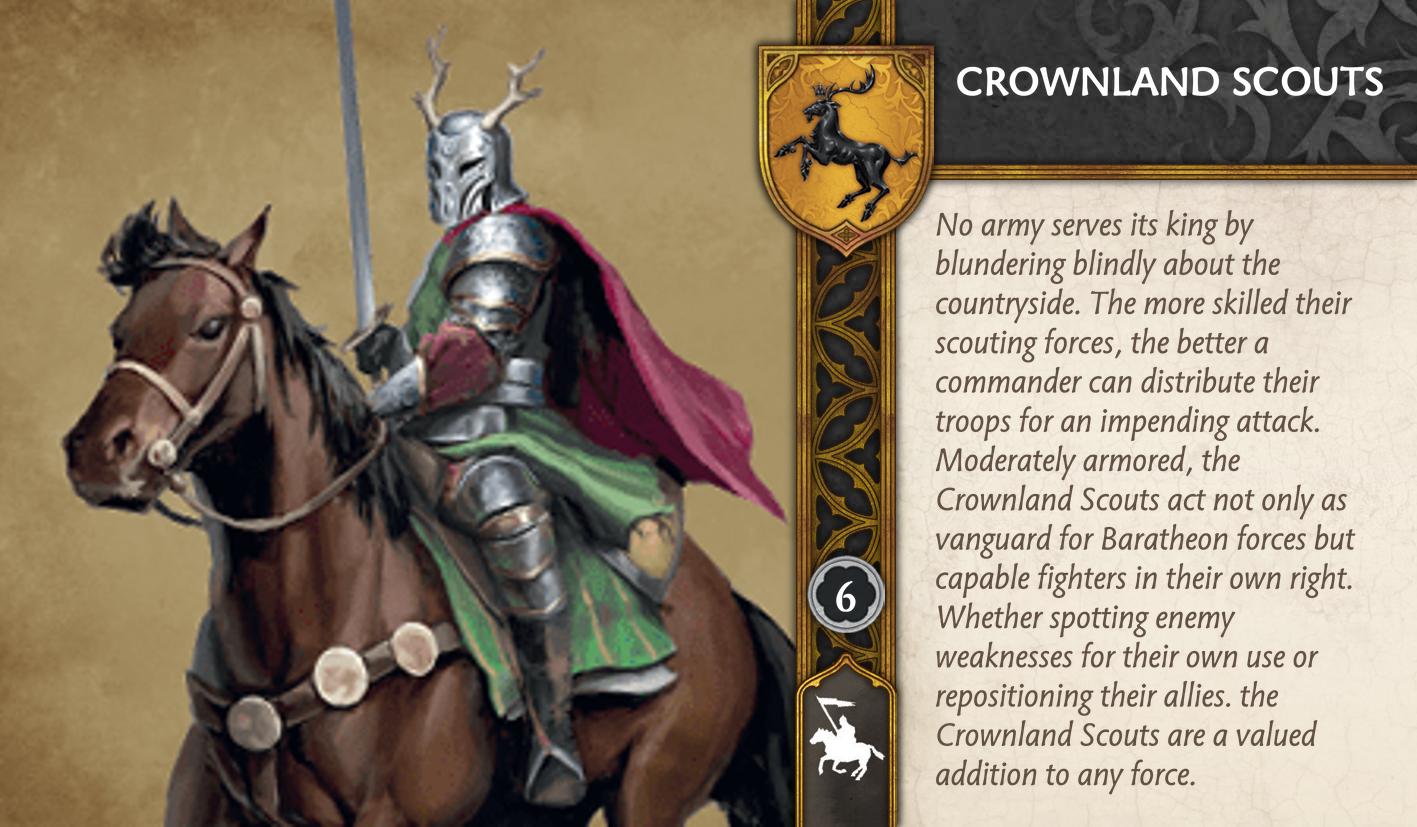 CROWNLAND SCOUTS
No army serves its king by
blundering blindly about the
countryside. The more skilled their
scouting forces, the better a
commander can distribute their
troops for an impending attack.
Moderately armored, the
Crownland Scouts act not only as
vanguard for Baratheon forces but
capable fighters in their own right.
Whether spotting enemy
weaknesses for their own use or
repositioning their allies. the
Crownland Scouts are a valued
addition to any force.
6